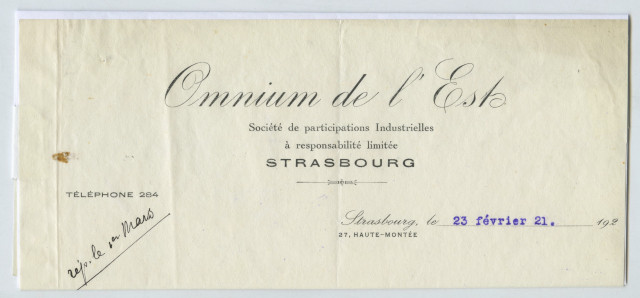 Omnium de l'Est
Société de participations Industrielles
à responsabilité limitée
STRASBOURG
TÉLÉPHONE 284
rép. le 1er Mars
Strasbourg, le 23 février 21. 192
27, HAUTE-MONTÉE